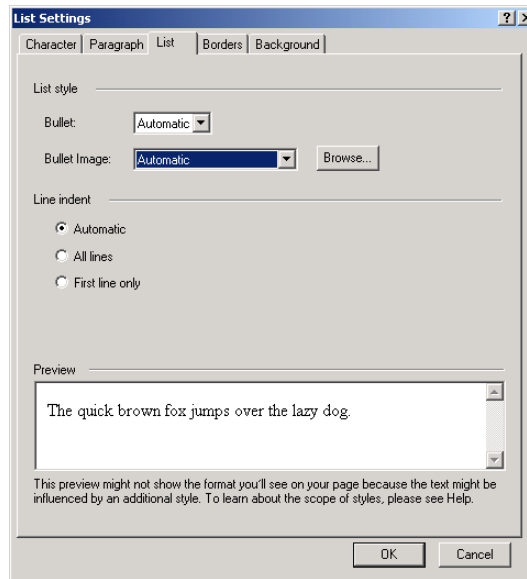 List Settings
Character Paragraph List Borders Background
List style
Bullet: Automatic
Bullet Image: Automatic Browse...
Line indent
Automatic
All lines
First line only
Preview
The quick brown fox jumps over the lazy dog.
This preview might not show the format you'll see on your page because the text might be
influenced by an additional style. To learn about the scope of styles, please see Help.
OK Cancel